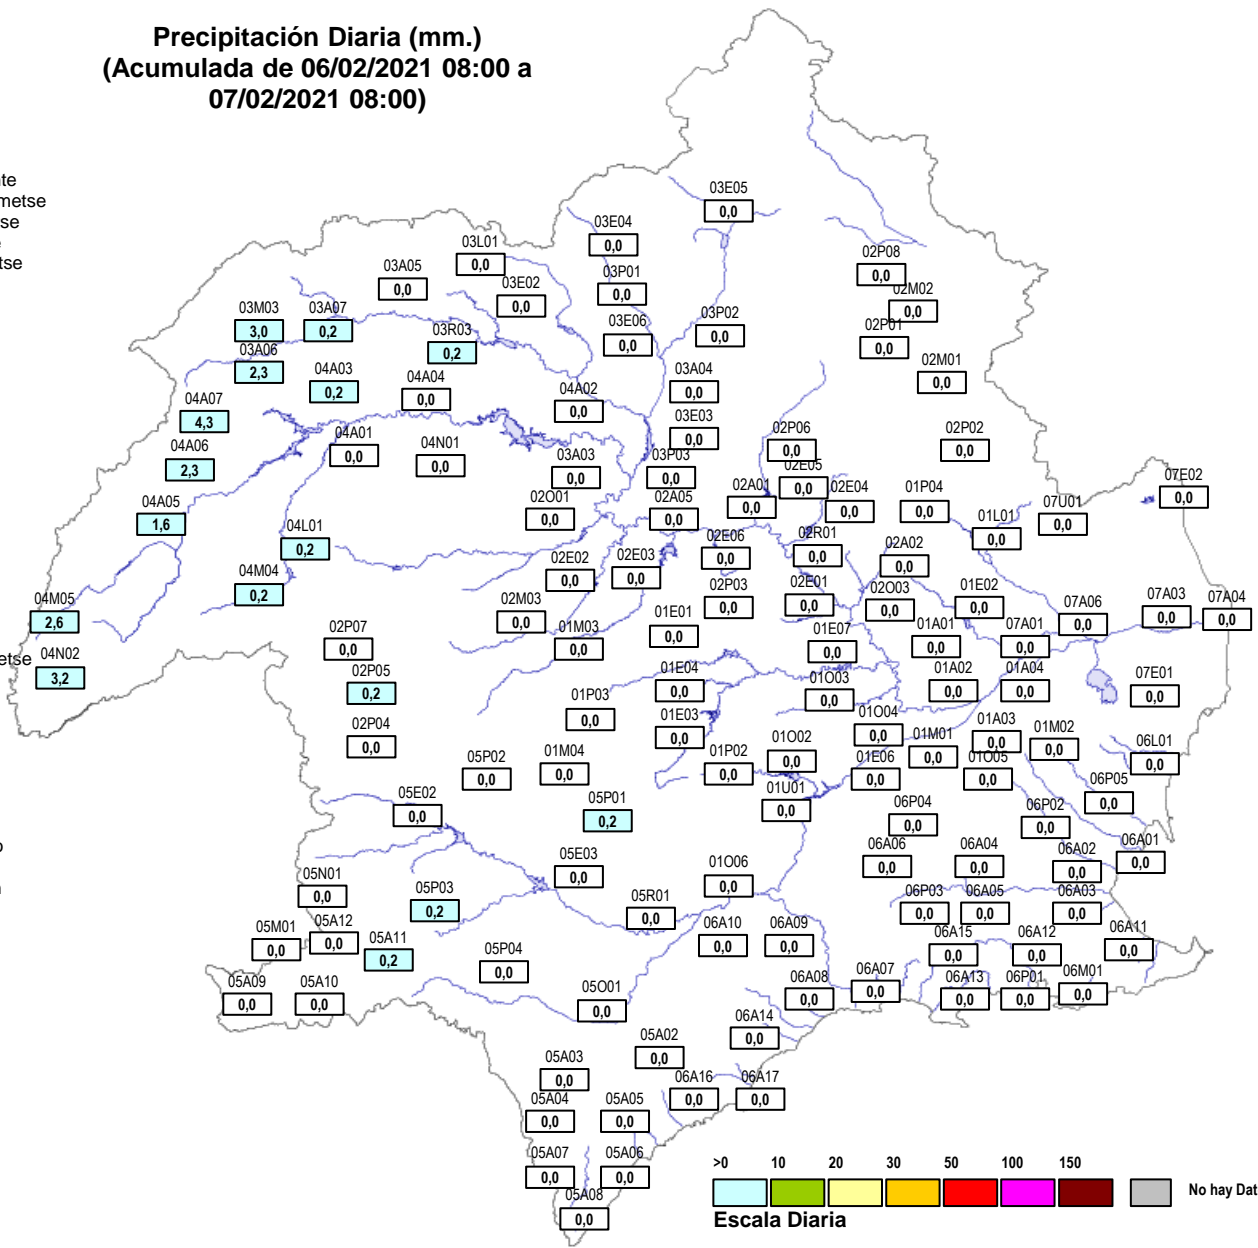 Precipitación Diaria (mm.)
(Acumulada de 06/02/2021 08:00 a
07/02/2021 08:00)
te
metse
se
tse
etse
03E05
0,0
03E04
0,0
03L01
0,0
02P08
0,0
03A05
0,0
03P01
0,0
03E02
0,0
02M02
0,0
03M03
3,0
03A07
0,2
03R03
0,2
03E06
0,0
03P02
0,0
02P01
0,0
03A06
2,3
04A03
0,2
04A04
0,0
04A02
0,0
03A04
0,0
02M01
0,0
04A07
4,3
03E03
0,0
04A01
0,0
04N01
0,0
02P06
0,0
02P02
0,0
04A06
2,3
03A03
0,0
03P03
0,0
02E05
0,0
07E02
0,0
04A05
1,6
02O01
0,0
02A05
0,0
02A01
0,0
02E04
0,0
01P04
0,0
07U01
0,0
01L01
0,0
04L01
0,2
02E06
0,0
02R01
0,0
02A02
0,0
04M04
0,2
02E02
0,0
02E03
0,0
04M05
2,6
02M03
0,0
02P03
0,0
02E01
0,0
02O03
0,0
01E02
0,0
07A06
0,0
07A03
0,0
07A04
0,0
02P07
0,0
01M03
0,0
01E01
0,0
01E07
0,0
01A01
0,0
07A01
0,0
04N02
3,2
02P05
0,2
01E04
0,0
01O03
0,0
01A02
0,0
01A04
0,0
07E01
0,0
02P04
0,0
01P03
0,0
01E03
0,0
01O04
0,0
01A03
0,0
01M02
0,0
01M01
0,0
05P02
0,0
01M04
0,0
01P02
0,0
01O02
0,0
01E06
0,0
01O05
0,0
06L01
0,0
05E02
0,0
05P01
0,2
01U01
0,0
06P04
0,0
06P02
0,0
06P05
0,0
05E03
0,0
06A06
0,0
06A04
0,0
06A02
0,0
06A01
0,0
05N01
0,0
05P03
0,2
01O06
0,0
05R01
0,0
06P03
0,0
06A05
0,0
06A03
0,0
05M01
0,0
05A12
0,0
05A11
0,2
06A10
0,0
06A09
0,0
06A15
0,0
06A12
0,0
06A11
0,0
05P04
0,0
05A09
0,0
05A10
0,0
05O01
0,0
06A08
0,0
06A07
0,0
06A13
0,0
06P01
0,0
06M01
0,0
06A14
0,0
05A02
0,0
05A03
0,0
06A16
0,0
06A17
0,0
05A04
0,0
05A05
0,0
05A07
0,0
05A06
0,0
05A08
0,0
>0 10 20 30 50 100 150
No hay Dat
Escala Diaria